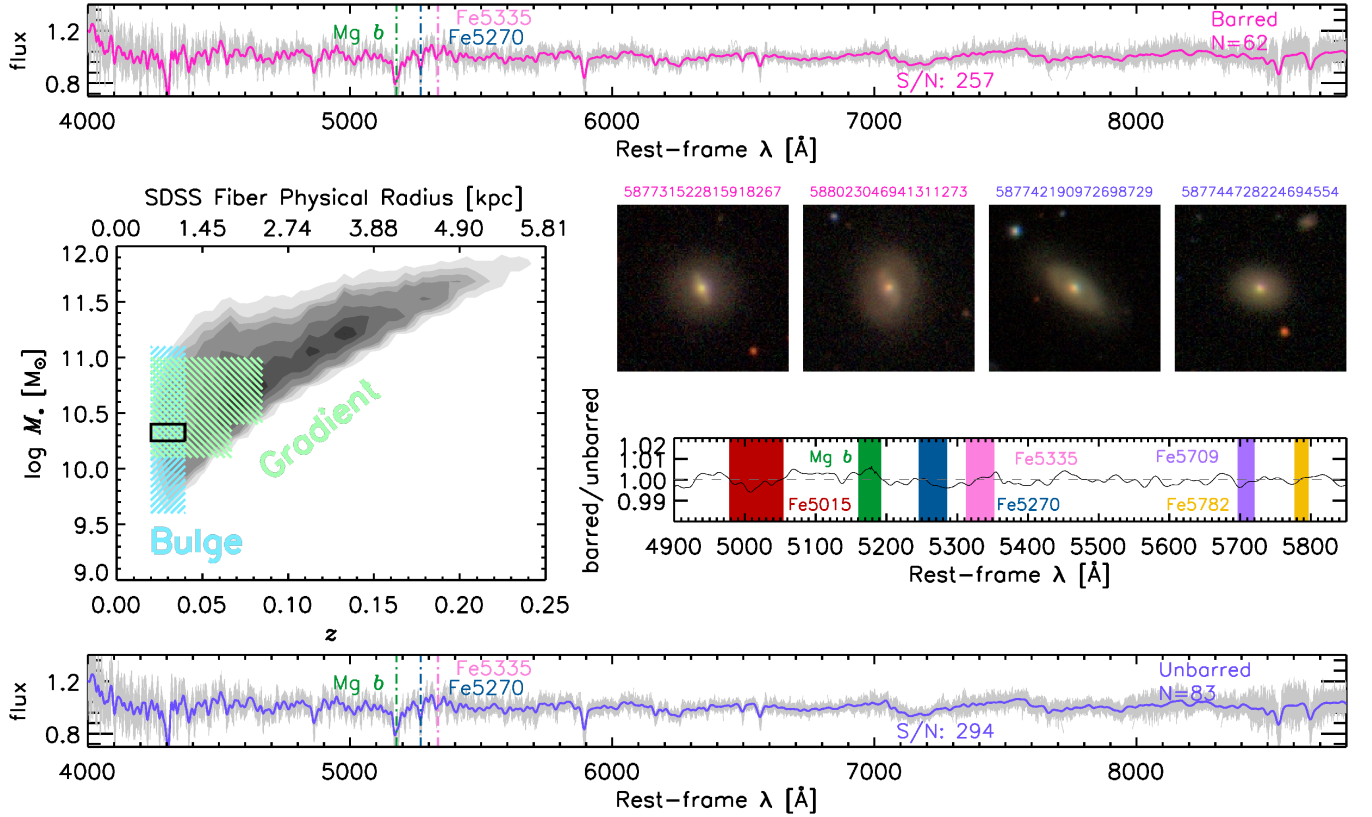 flux
1.2
0.8
Mg b
Fe5335
Fe5270
Barred
N=62
S/N: 257
4000 5000 6000 7000 8000
Rest-frame λ [Å]
SDSS Fiber Physical Radius [kpc]
0.00 1.45 2.74 3.88 4.90 5.81
log M* [M⊙]
12.0
11.5
11.0
10.5
10.0
9.5
9.0
Gradient
Bulge
0.00 0.05 0.10 0.15 0.20 0.25
z
587731522815918267 588023046941311273 587742190972698729 587744728224694554
barred/unbarred
1.02
1.01
1.00
0.99
Mg b Fe5335 Fe5709
Fe5015 Fe5270 Fe5782
4900 5000 5100 5200 5300 5400 5500 5600 5700 5800
Rest-frame λ [Å]
flux
1.2
0.8
Mg b
Fe5335
Fe5270
Unbarred
N=83
S/N: 294
4000 5000 6000 7000 8000
Rest-frame λ [Å]